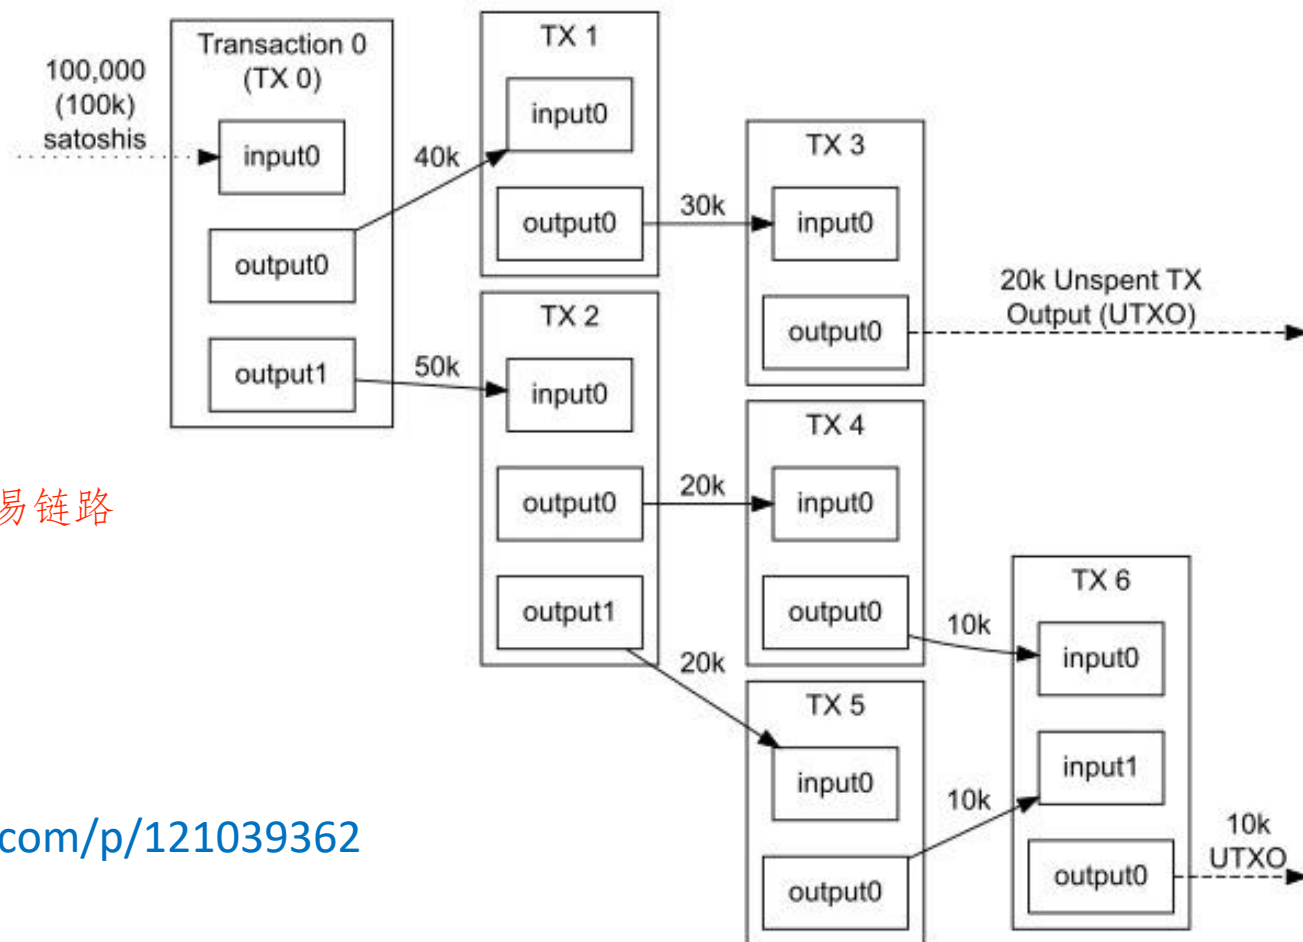 100,000
(100k)
satoshis
Transaction 0
(TX 0)
input0
output0
output1
40k
50k
TX 1
input0
output0
30k
TX 2
input0
output0
output1
20k
20k
TX 3
input0
output0
20k Unspent TX
Output (UTXO)
TX 4
input0
output0
10k
TX 5
input0
output0
10k
TX 6
input0
input1
output0
10k
UTXO
易链路
com/p/121039362